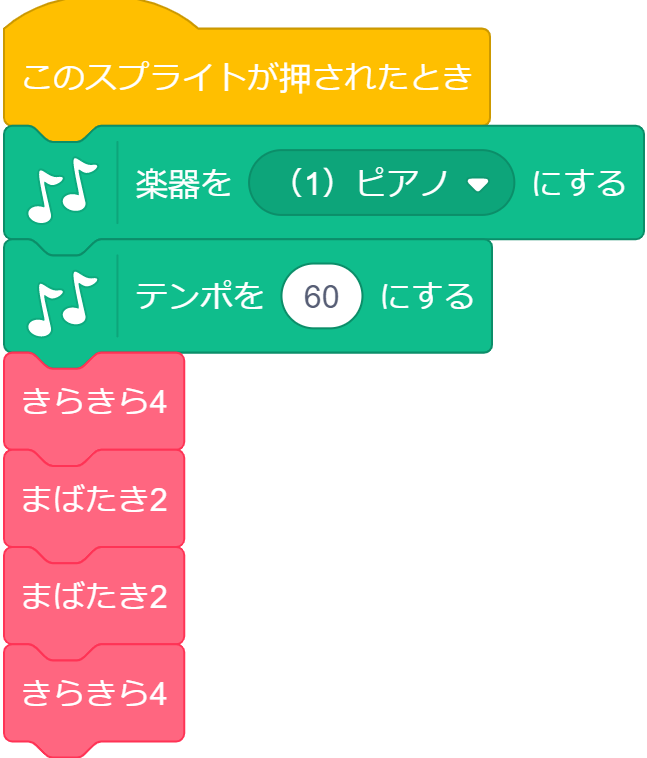 このスプライトが押されたとき
楽器を （1）ピアノ にする
テンポを 60 にする
きらきら4
まばたき2
まばたき2
きらきら4